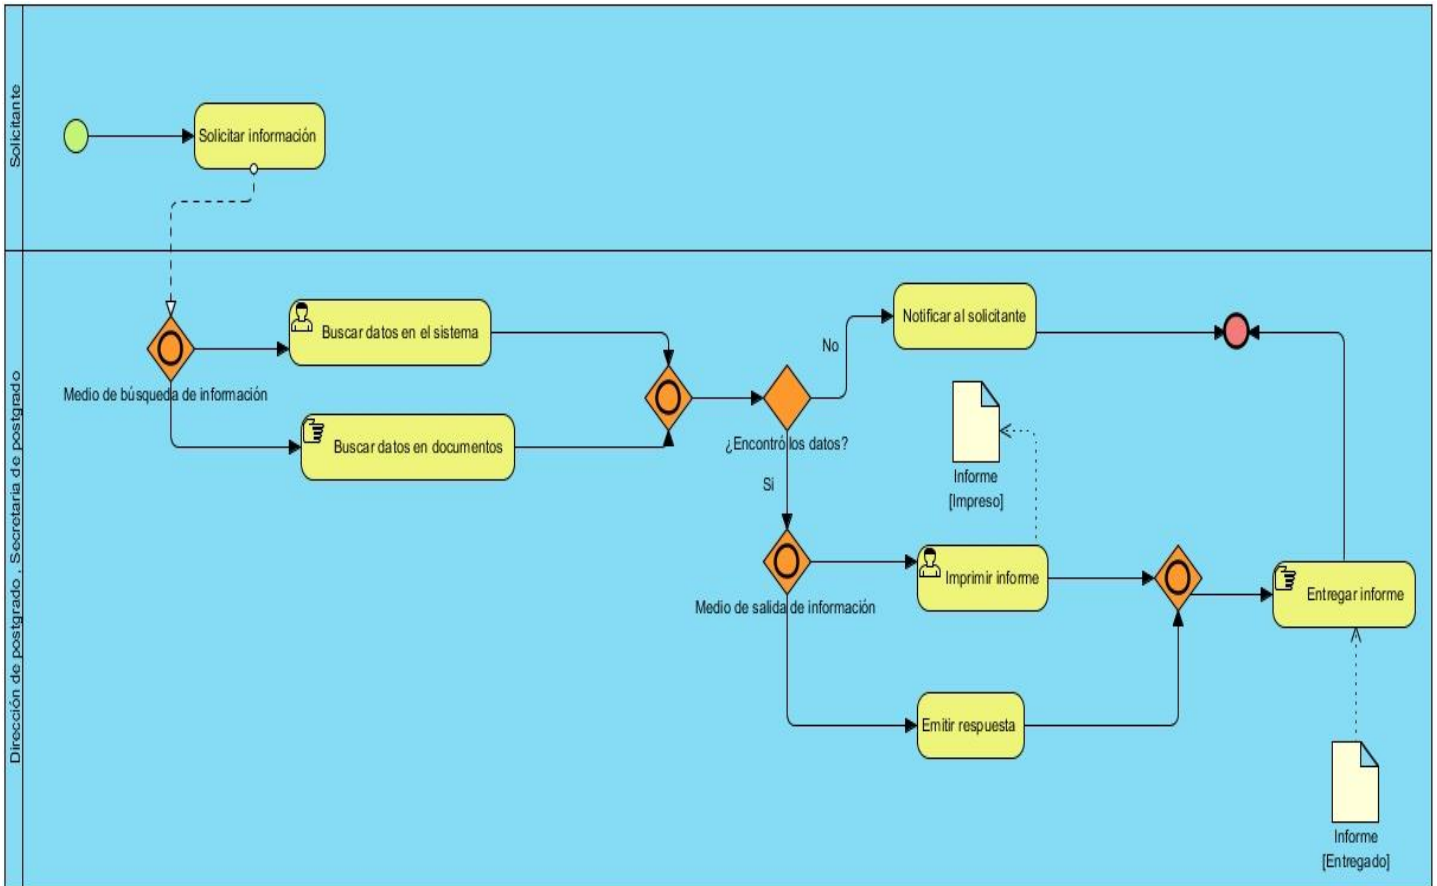 Solicitante
Solicitar información
Dirección de postgrado , Secretaria de postgrado
Medio de búsqueda de información
Buscar datos en el sistema
Buscar datos en documentos
¿Encontró los datos?
No
Si
Notificar al solicitante
Informe
[Impreso]
Medio de salida de información
Imprimir informe
Emitir respuesta
Entregar informe
Informe
[Entregado]